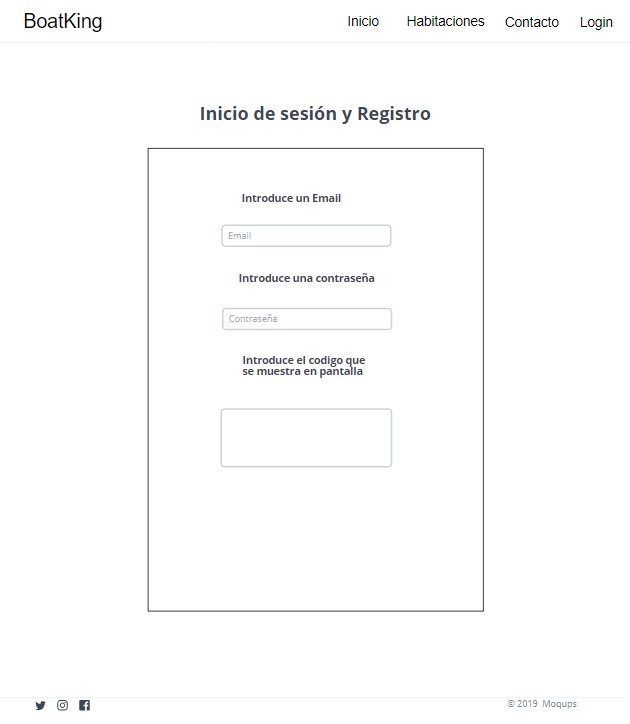 BoatKing Inicio Habitaciones Contacto Login
Inicio de sesión y Registro
Introduce un Email
Email
Introduce una contraseña
Contraseña
Introduce el codigo que
se muestra en pantalla
© 2019 Moqups